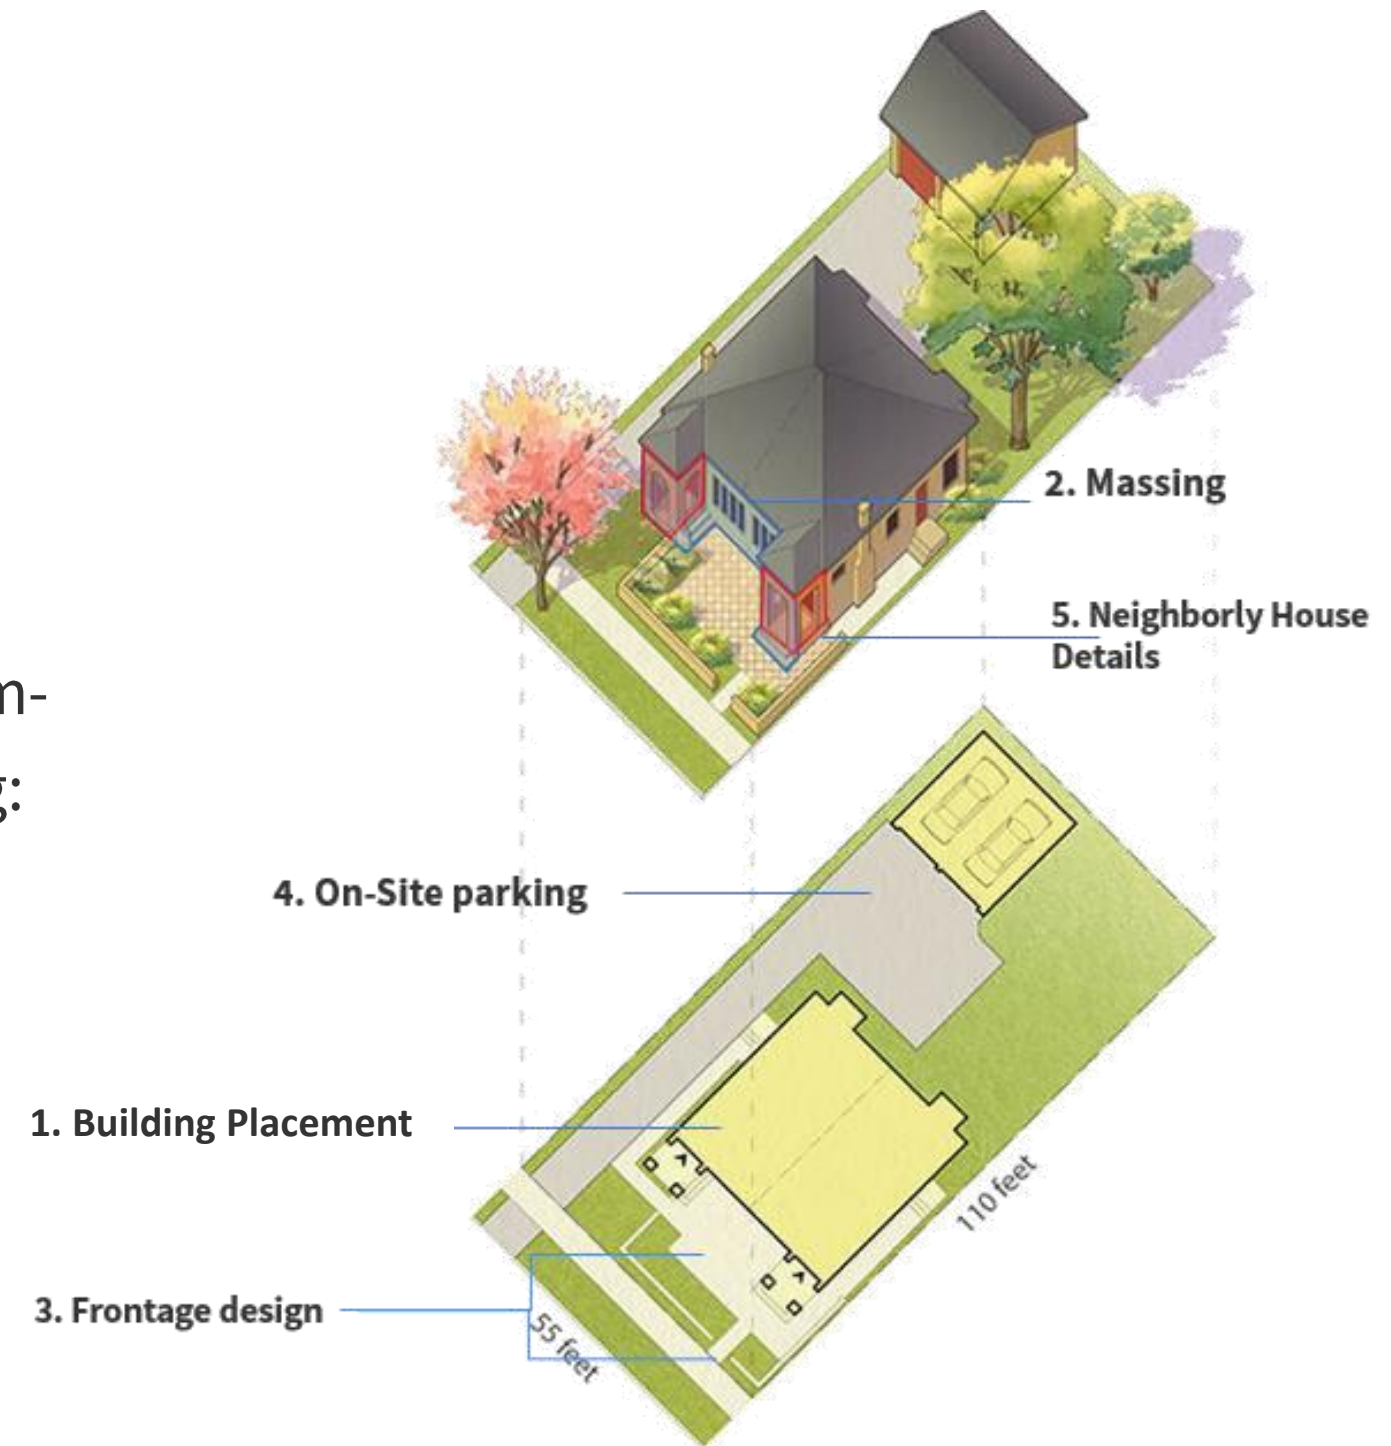 2. Massing
5. Neighborly House
Details
m-
g:
4. On-Site parking
1. Building Placement
110 feet
3. Frontage design
55 feet